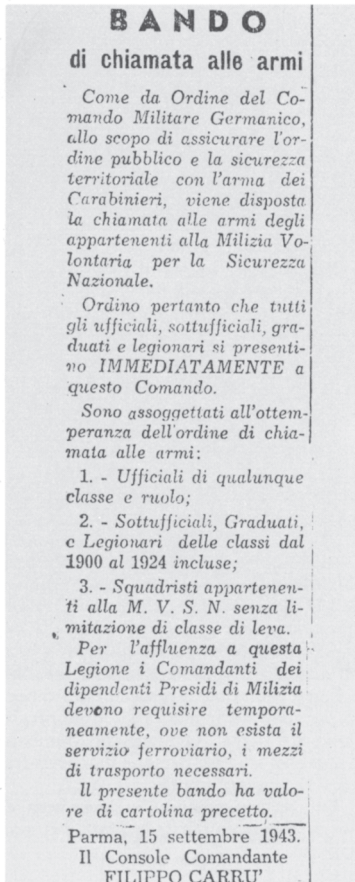 BANDO
di chiamata alle armi
Come da Ordine del Co-
mando Militare Germanico,
allo scopo di assicurare l'or-
dine pubblico e la sicurezza
territoriale con l'arma dei
Carabinieri, viene disposta
la chiamata alle armi degli
appartenenti alla Milizia Vo-
lontaria per la Sicurezza
Nazionale.
Ordino pertanto che tutti
gli ufficiali, sottufficiali, gra-
duati e legionari si presenti-
no IMMEDIATAMENTE a
questo Comando.
Sono assoggettati all'ottem-
peranza dell'ordine di chia-
mata alle armi:
1. - Ufficiali di qualunque
classe e ruolo;
2. - Sottufficiali, Graduati,
e Legionari delle classi dal
1900 al 1924 incluse;
3. - Squadristi appartenen-
ti alla M. V. S. N. senza li-
mitazione di classe di leva.
Per l'affluenza a questa
Legione i Comandanti dei
dipendenti Presidi di Milizia
devono requisire tempora-
neamente, ove non esista il
servizio ferroviario, i mezzi
di trasporto necessari.
Il presente bando ha valo-
re di cartolina precetto.
Parma, 15 settembre 1943.
Il Console Comandante
FILIPPO CARRU'